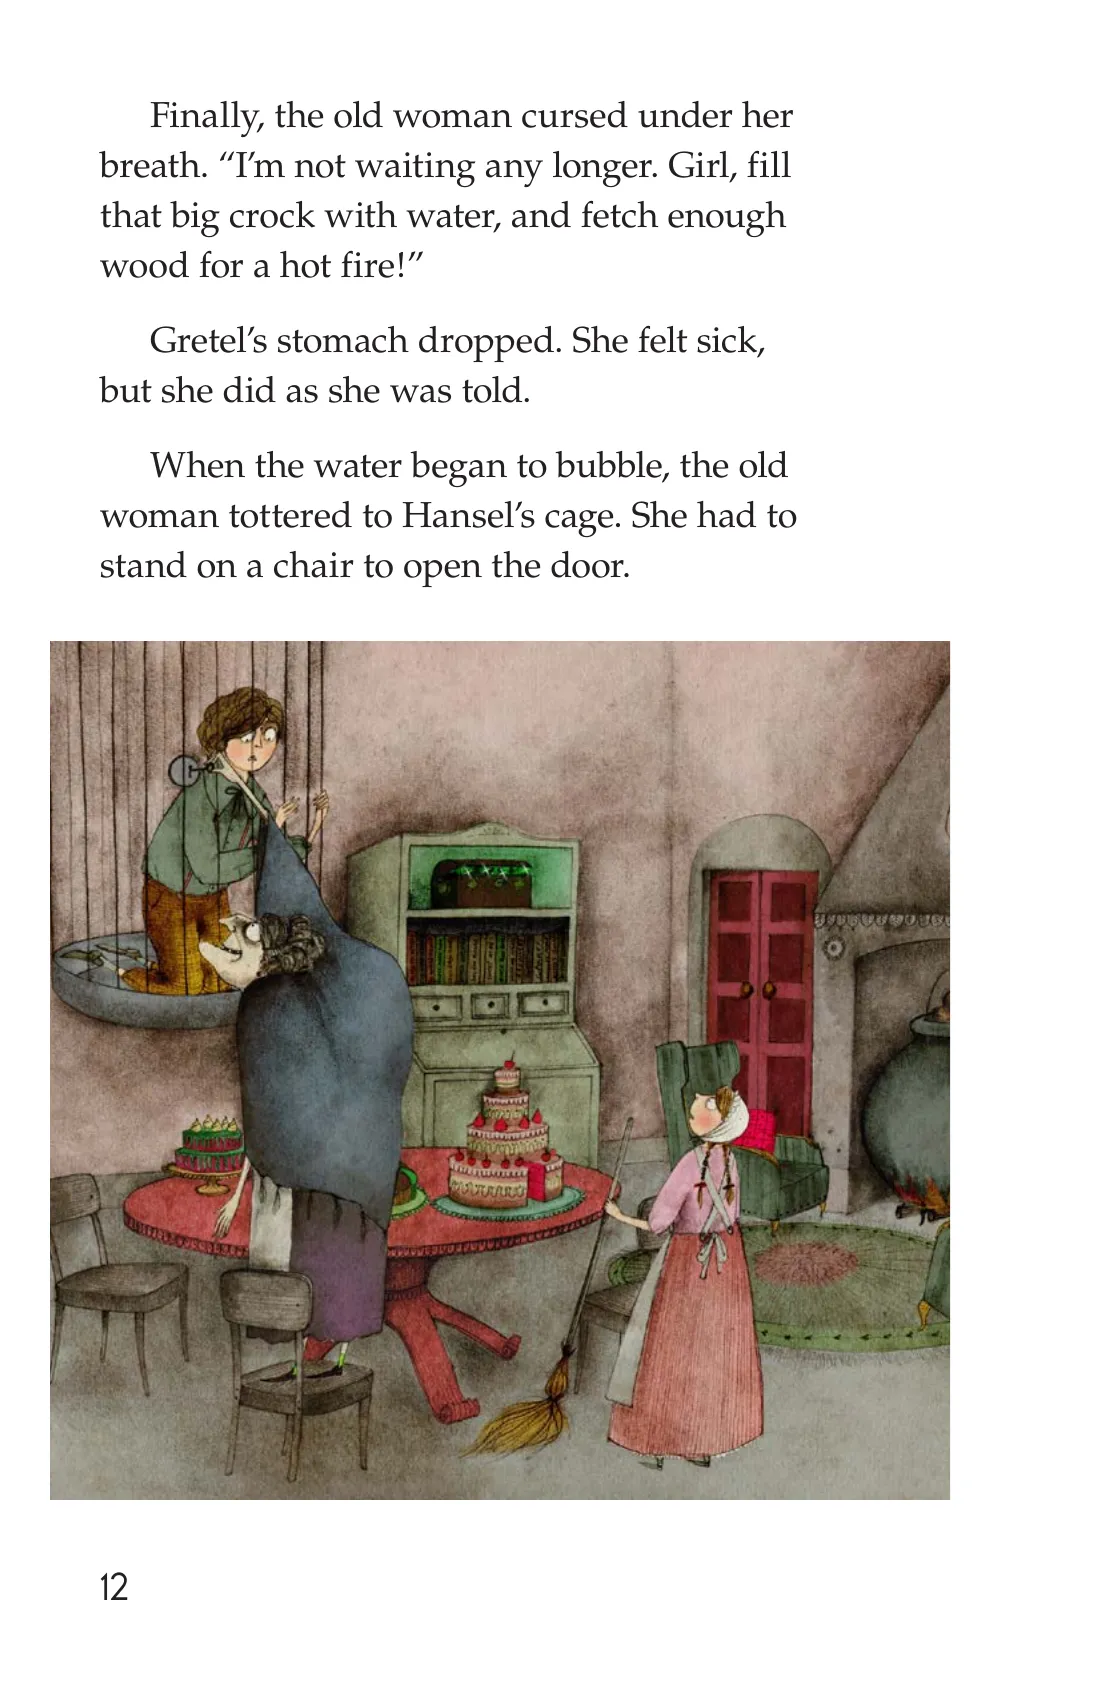 Finally, the old woman cursed under her
breath. “I’m not waiting any longer. Girl, fill
that big crock with water, and fetch enough
wood for a hot fire!”
Gretel’s stomach dropped. She felt sick,
but she did as she was told.
When the water began to bubble, the old
woman tottered to Hansel’s cage. She had to
stand on a chair to open the door.
12